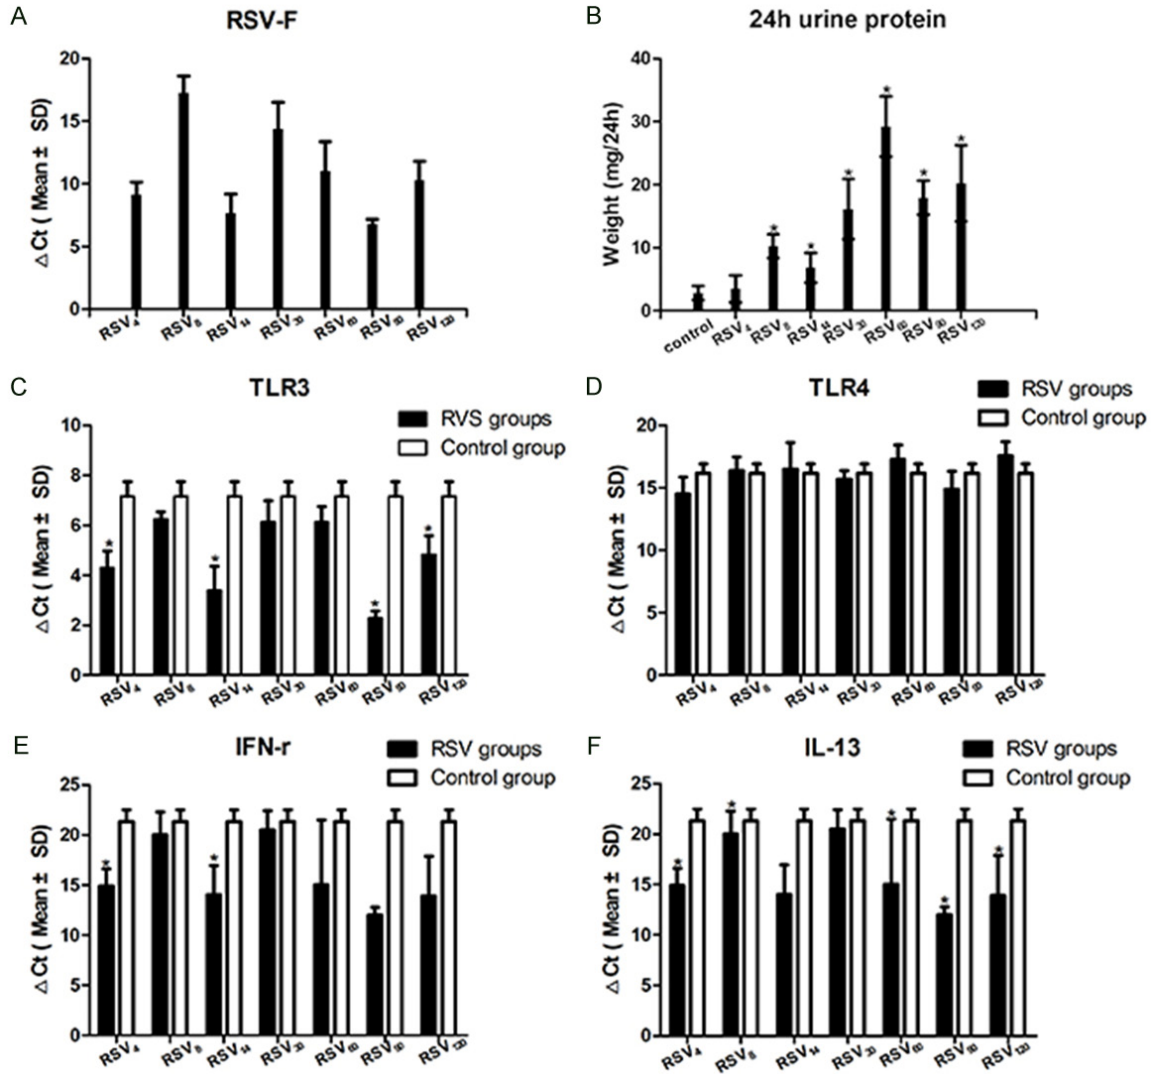 A
RSV-F
20
15
10
5
0
△Ct ( Mean ± SD)
RSV4 RSV8 RSV14 RSV30 RSV60 RSV90 RSV120
B
24h urine protein
40
30
20
10
0
Weight (mg/24h)
* * * * * *
control RSV4 RSV8 RSV14 RSV30 RSV60 RSV90 RSV120
C
TLR3
RVS groups
Control group
10
8
6
4
2
0
△Ct ( Mean ± SD)
* * * *
RSV4 RSV8 RSV14 RSV30 RSV60 RSV90 RSV120
D
TLR4
RSV groups
Control group
20
15
10
5
0
△Ct ( Mean ± SD)
RSV4 RSV8 RSV14 RSV30 RSV60 RSV90 RSV120
E
IFN-r
RSV groups
Control group
25
20
15
10
5
0
△Ct ( Mean ± SD)
* *
RSV4 RSV8 RSV14 RSV30 RSV60 RSV90 RSV120
F
IL-13
RSV groups
Control group
25
20
15
10
5
0
△Ct ( Mean ± SD)
* * * * *
RSV4 RSV8 RSV14 RSV30 RSV60 RSV90 RSV120